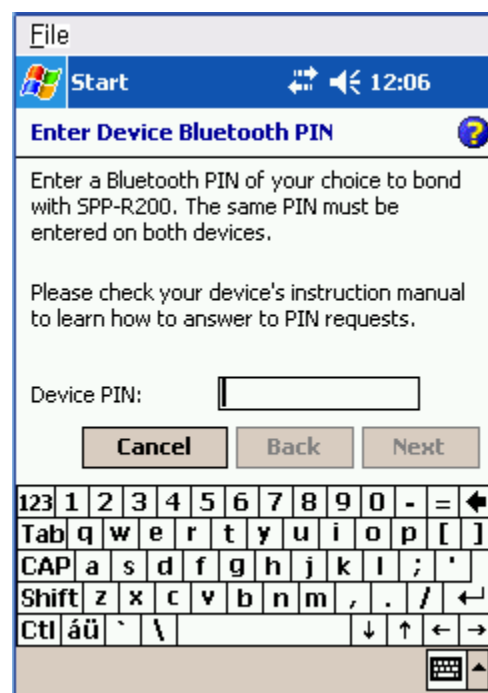 File
Start 12:06
Enter Device Bluetooth PIN ?
Enter a Bluetooth PIN of your choice to bond
with SPP-R200. The same PIN must be
entered on both devices.
Please check your device's instruction manual
to learn how to answer to PIN requests.
Device PIN:
Cancel Back Next
123 1 2 3 4 5 6 7 8 9 0 - =
Tab q w e r t y u i o p [ ]
CAP a s d f g h j k l ; '
Shift z x c v b n m , . /
Ctl áü ` \